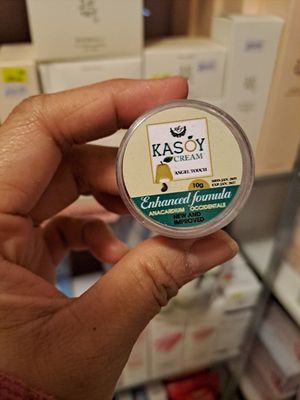 KASOY
CREAM
ANGEL TOUCH
10g
Enhanced formula
ANACARDIUM OCCIDENTALE
NEW AND
IMPROVED